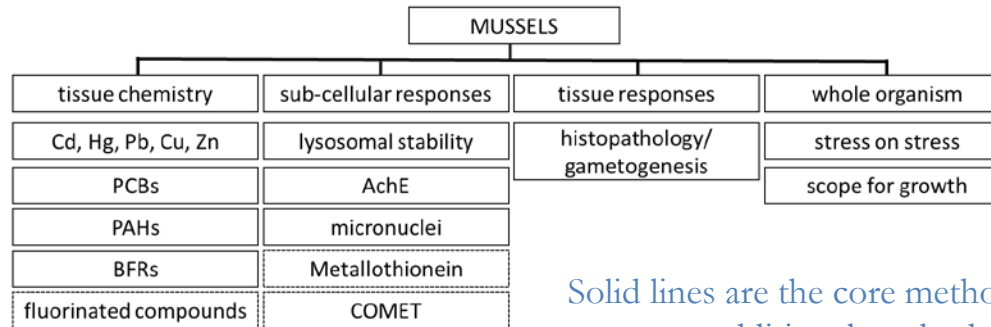 MUSSELS
tissue chemistry
Cd, Hg, Pb, Cu, Zn
PCBs
PAHs
BFRs
fluorinated compounds
sub-cellular responses
lysosomal stability
AchE
micronuclei
Metallothionein
COMET
tissue responses
histopathology/
gametogenesis
whole organism
stress on stress
scope for growth
Solid lines are the core metho